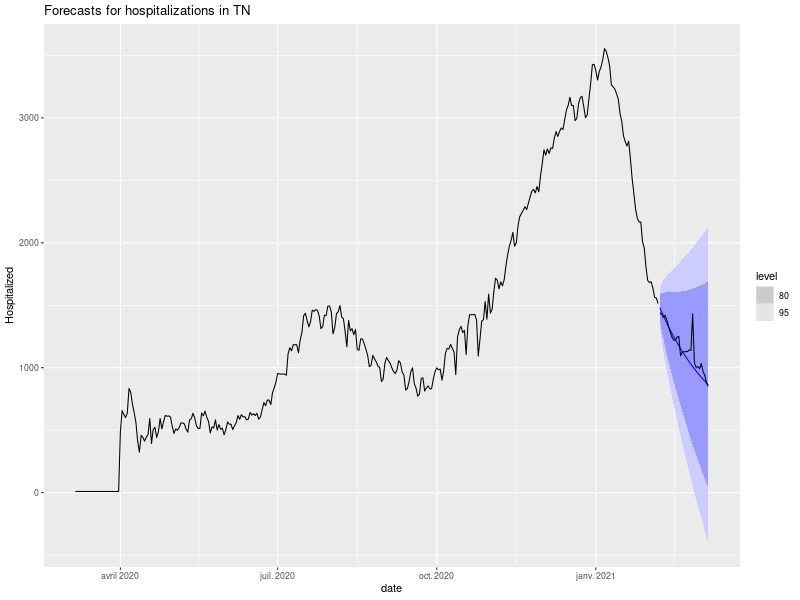 Forecasts for hospitalizations in TN
Hospitalized
3000
2000
1000
0
avril 2020
juil. 2020
oct. 2020
janv. 2021
date
level
80
95